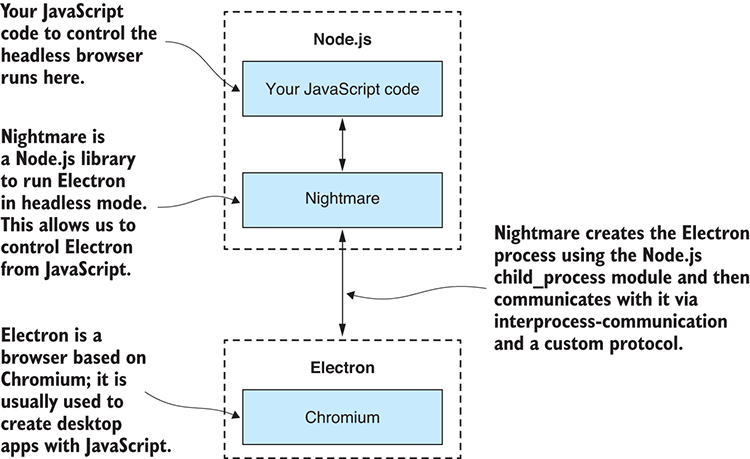 Your JavaScript
code to control the
headless browser
runs here.
Node.js
Your JavaScript code
Nightmare is
a Node.js library
to run Electron
in headless mode.
This allows us to
control Electron
from JavaScript.
Nightmare
Nightmare creates the Electron
process using the Node.js
child_process module and then
communicates with it via
interprocess-communication
and a custom protocol.
Electron is a
browser based on
Chromium; it is
usually used to
create desktop
apps with JavaScript.
Electron
Chromium